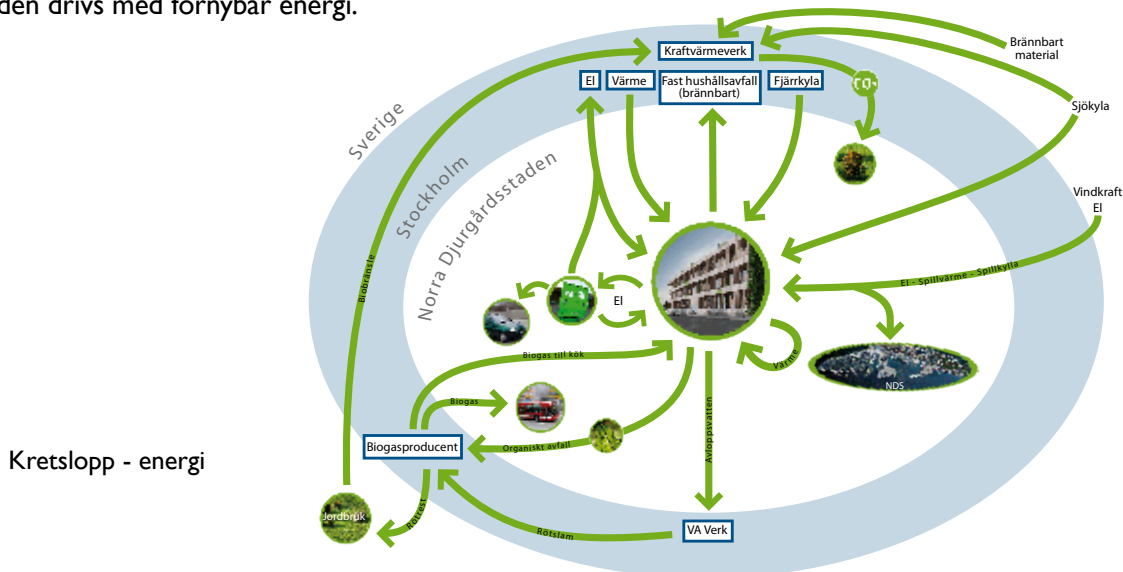 den drivs med förnybar energi.
Brännbart
material
Kraftvärmeverk
El
Värme
Fast hushållsavfall
(brännbart)
Fjärrkyla
CO₂
Sjökyla
Sverige
Stockholm
Norra Djurgårdsstaden
Vindkraft
El
Biobränsle
El - Spillvärme - Spillkylla
El
Biogas till kök
Värme
NDS
Biogas
Avloppsvatten
Organiskt avfall
Biogasproducent
Kretslopp - energi
Jordbruk
Rötrest
Rötslam
VA Verk